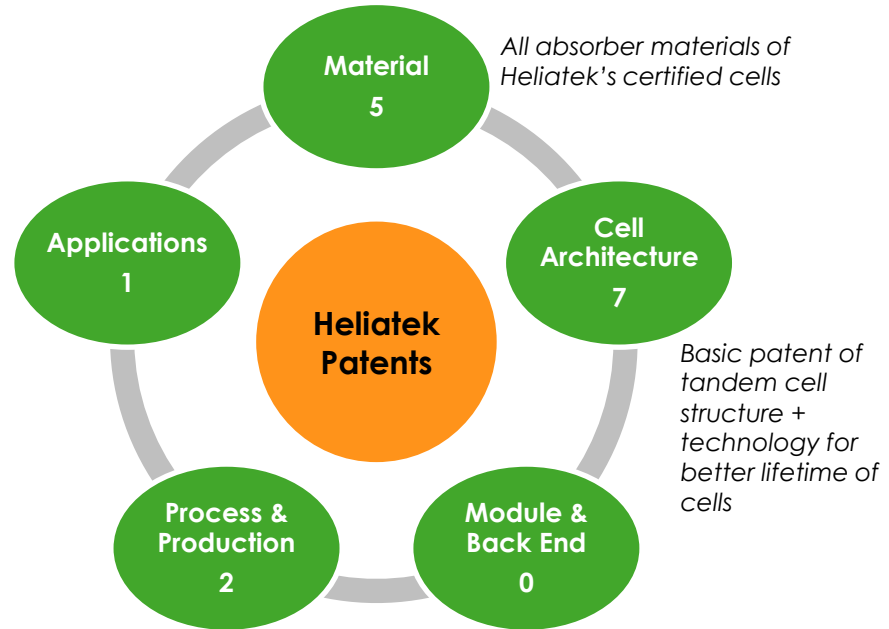 Material
5
All absorber materials of
Heliatek’s certified cells
Applications
1
Cell
Architecture
7
Heliatek
Patents
Basic patent of
tandem cell
structure +
technology for
better lifetime of
cells
Process &
Production
2
Module &
Back End
0